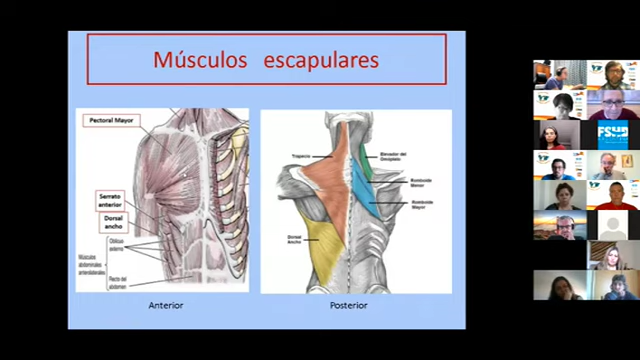 Músculos escapulares
Pectoral Mayor
Serrato
anterior
Dorsal
ancho
Oblicuo
externo
Músculos
abdominales
anterolaterales
Recto del
abdomen
Anterior
Trapecio
Elevador del
Omóplato
Romboide
Menor
Romboide
Mayor
Dorsal
Ancho
Posterior
FSHD